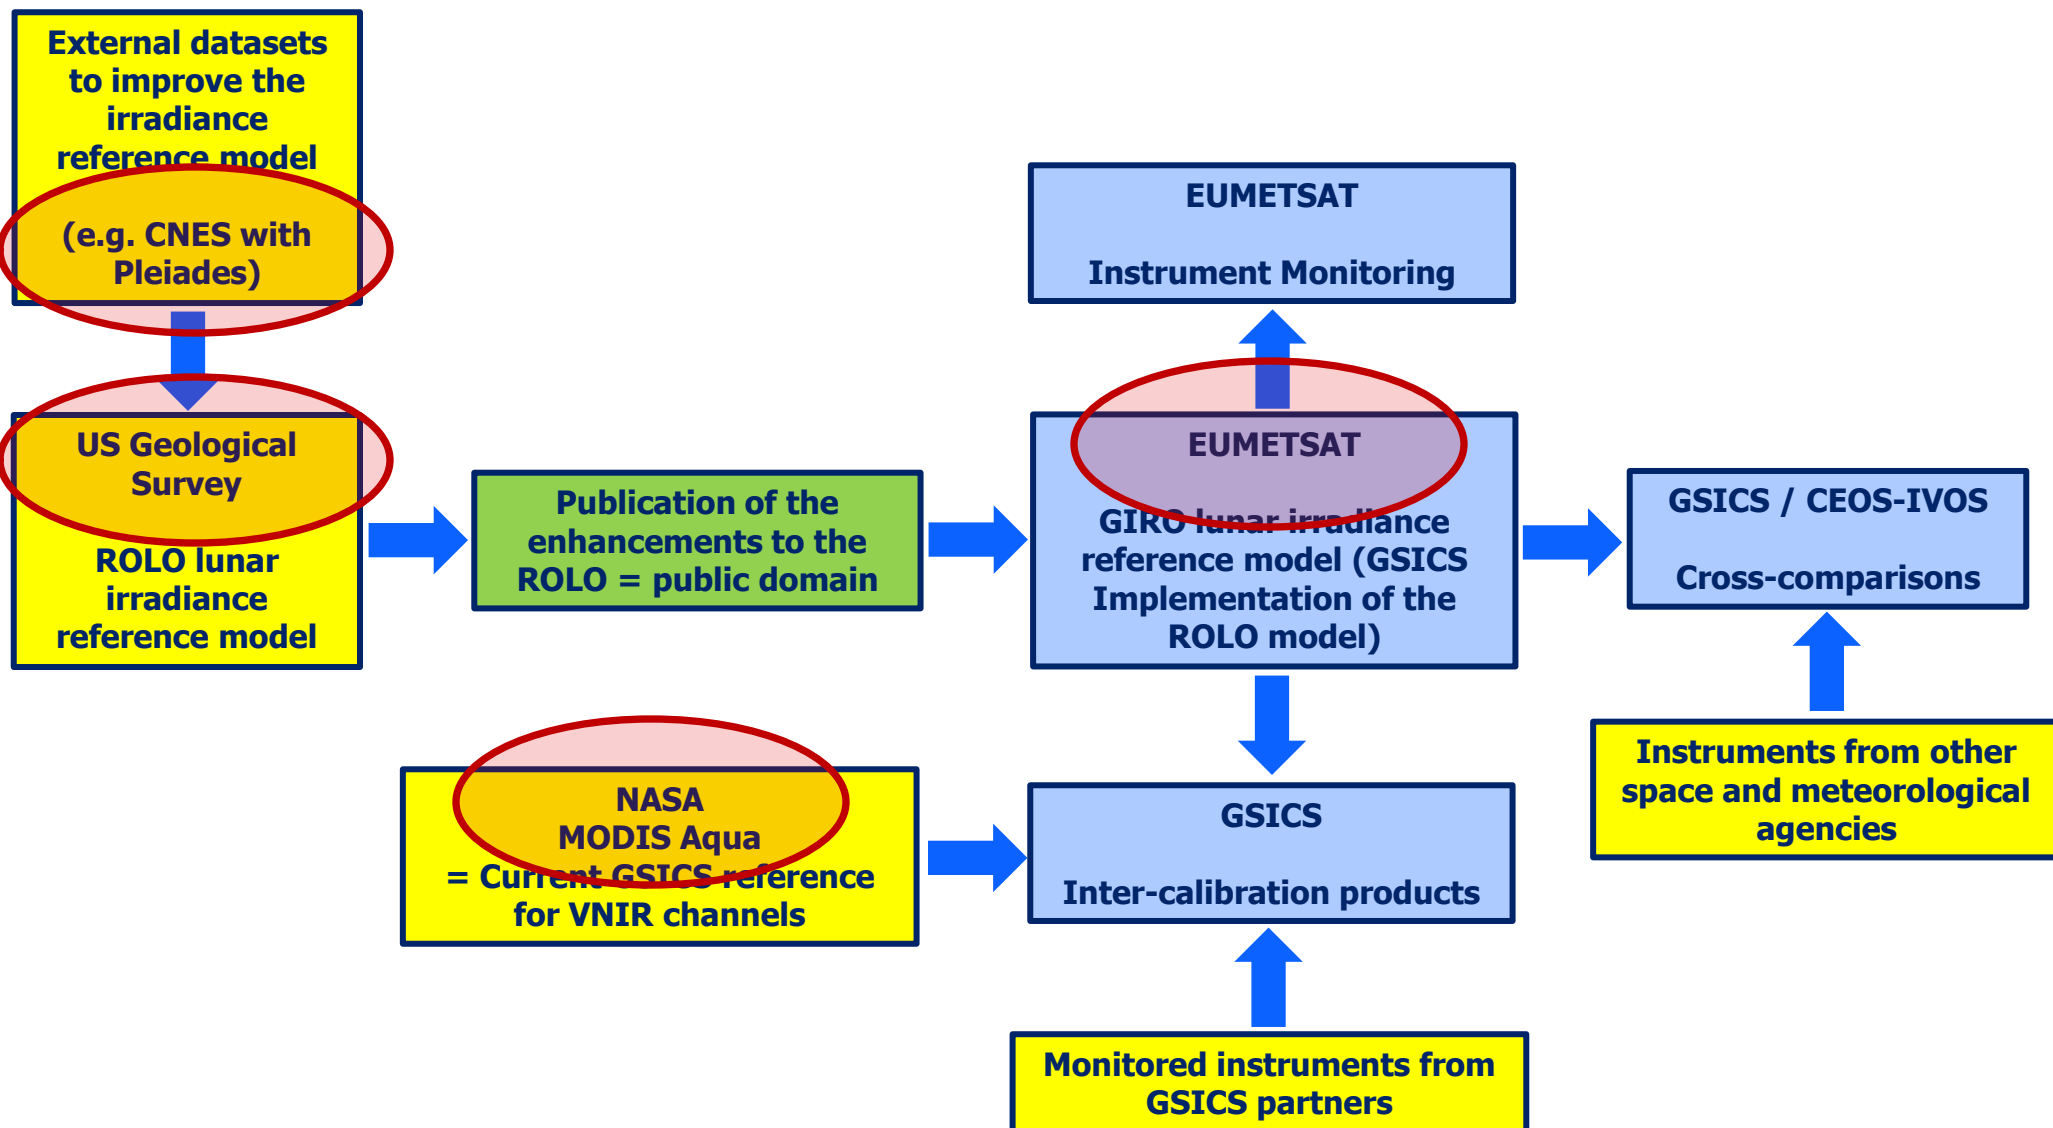 External datasets
to improve the
irradiance
reference model
(e.g. CNES with
Pleiades)
US Geological
Survey
ROLO lunar
irradiance
reference model
Publication of the
enhancements to the
ROLO = public domain
EUMETSAT
Instrument Monitoring
EUMETSAT
GIRO lunar irradiance
reference model (GSICS
Implementation of the
ROLO model)
GSICS / CEOS-IVOS
Cross-comparisons
Instruments from other
space and meteorological
agencies
NASA
MODIS Aqua
= Current GSICS reference
for VNIR channels
GSICS
Inter-calibration products
Monitored instruments from
GSICS partners